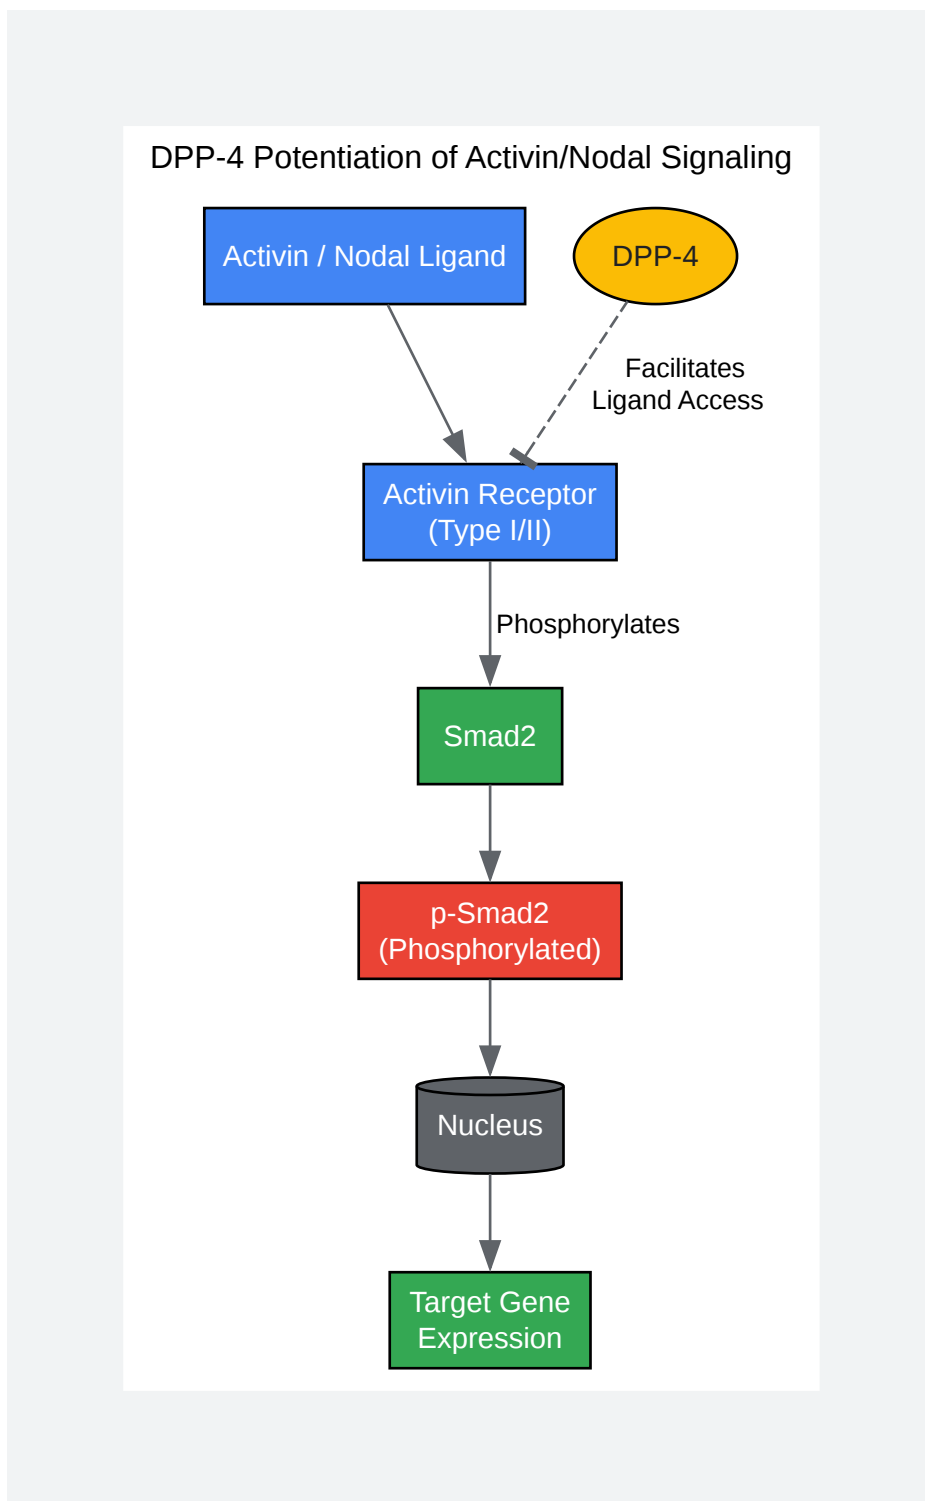 DPP-4 Potentiation of Activin/Nodal Signaling
Activin / Nodal Ligand
DPP-4
Facilitates
Ligand Access
Activin Receptor
(Type I/II)
Phosphorylates
Smad2
p-Smad2
(Phosphorylated)
Nucleus
Target Gene
Expression